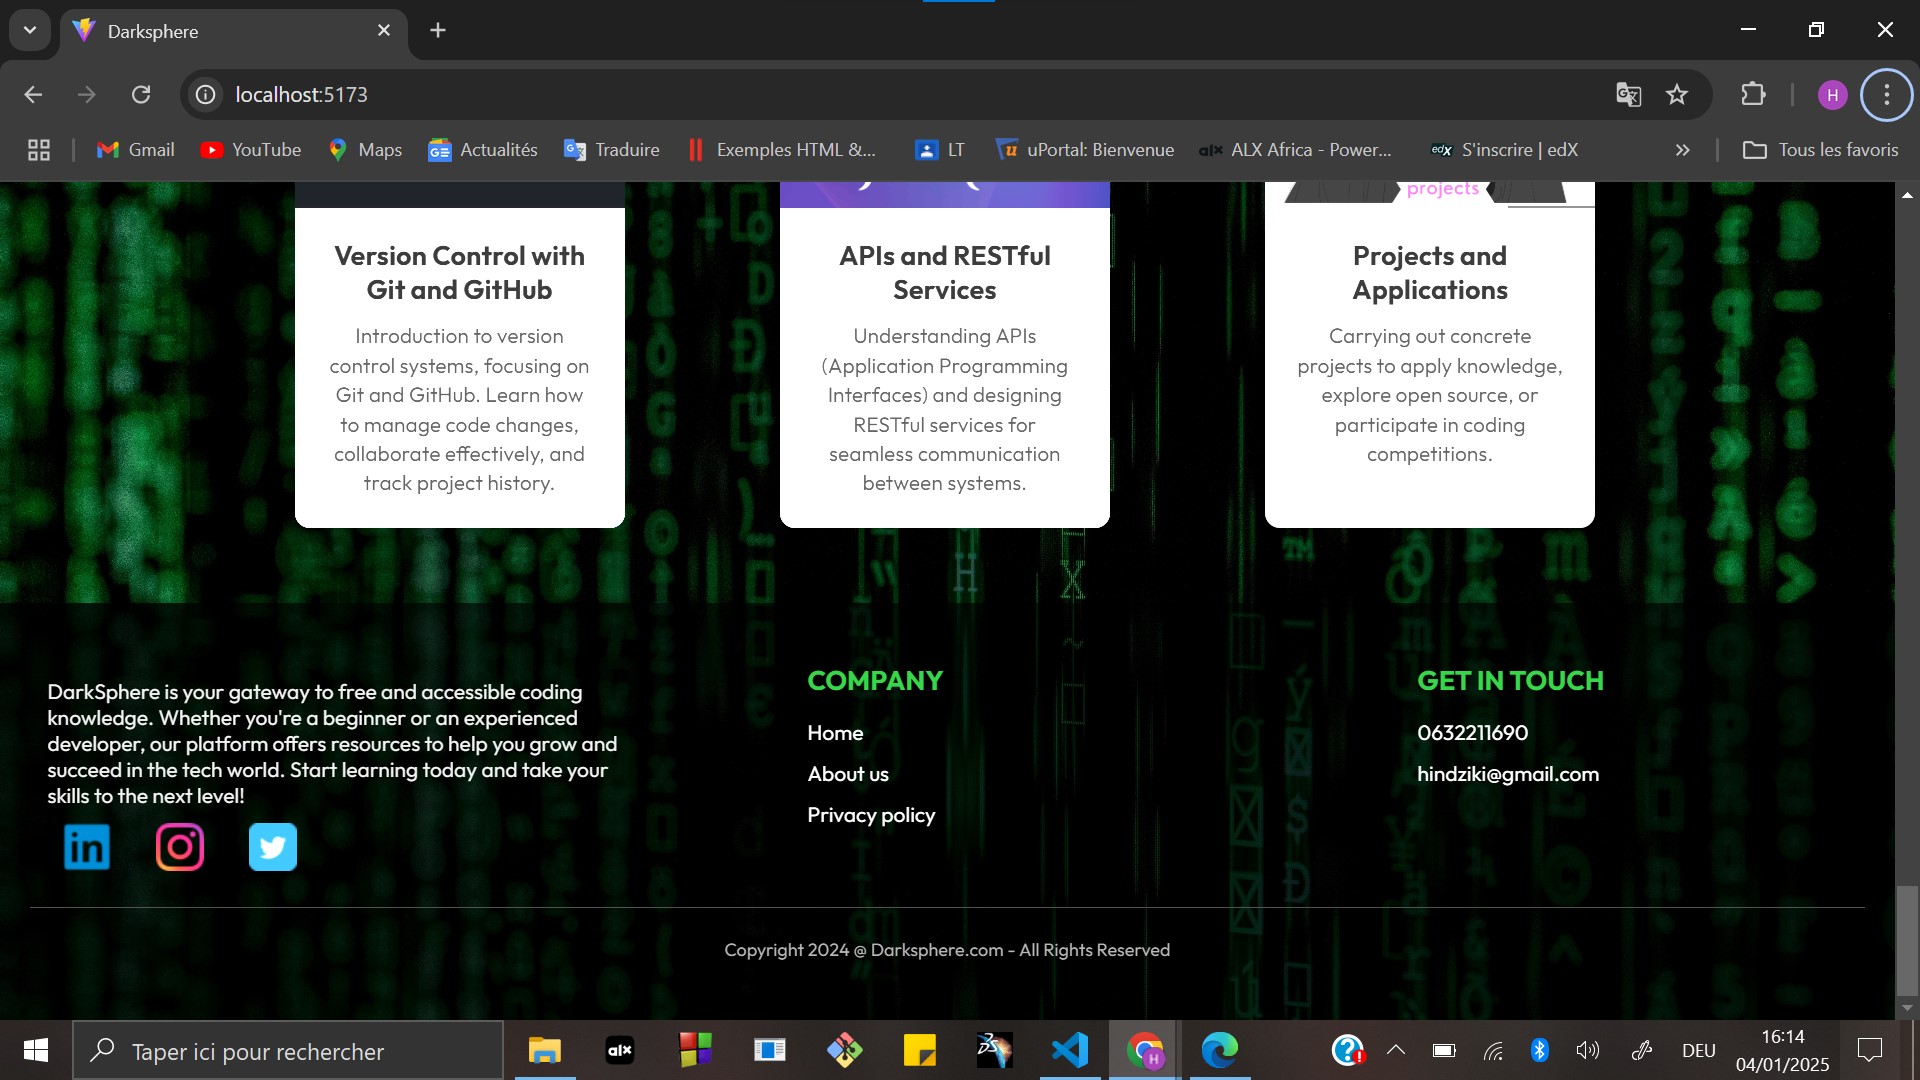 Darksphere
localhost:5173
H
Gmail
YouTube
Maps
Actualités
Traduire
Exemples HTML &...
LT
uPortal: Bienvenue
ALX Africa - Power...
S'inscrire | edX
Tous les favoris
projects
Version Control with
Git and GitHub
Introduction to version
control systems, focusing on
Git and GitHub. Learn how
to manage code changes,
collaborate effectively, and
track project history.
APIs and RESTful
Services
Understanding APIs
(Application Programming
Interfaces) and designing
RESTful services for
seamless communication
between systems.
Projects and
Applications
Carrying out concrete
projects to apply knowledge,
explore open source, or
participate in coding
competitions.
DarkSphere is your gateway to free and accessible coding
knowledge. Whether you're a beginner or an experienced
developer, our platform offers resources to help you grow and
succeed in the tech world. Start learning today and take your
skills to the next level!
in
COMPANY
Home
About us
Privacy policy
GET IN TOUCH
0632211690
hindziki@gmail.com
Copyright 2024 @ Darksphere.com - All Rights Reserved
Taper ici pour rechercher
alx
DEU
16:14
04/01/2025